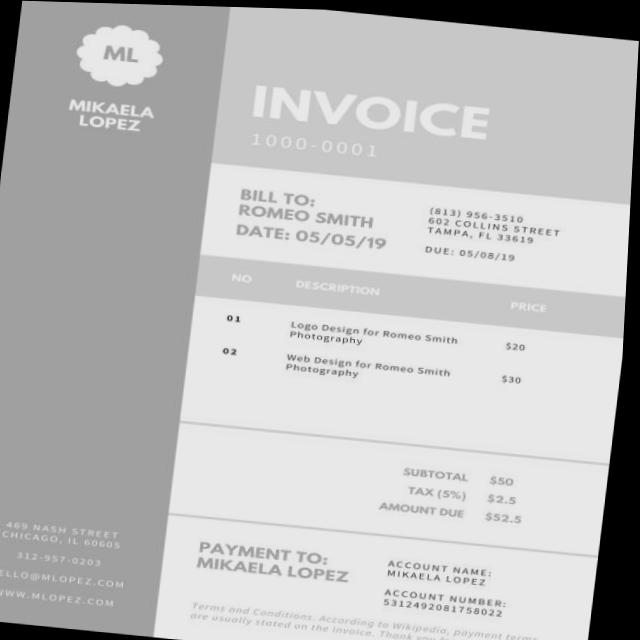 ML
MIKAELA
LOPEZ
INVOICE
1000-0001
BILL TO:
ROMEO SMITH
DATE: 05/05/19
(813) 956-3510
602 COLLINS STREET
TAMPA, FL 33619
DUE: 05/08/19
NO DESCRIPTION PRICE
01 Logo Design for Romeo Smith $20
Photography
02 Web Design for Romeo Smith $30
Photography
SUBTOTAL $50
TAX (5%) $2.5
AMOUNT DUE $52.5
469 NASH STREET
CHICAGO, IL 60605
312-957-0203
ELLO@MLOPEZ.COM
WWW.MLOPEZ.COM
PAYMENT TO:
MIKAELA LOPEZ
ACCOUNT NAME:
MIKAELA LOPEZ
ACCOUNT NUMBER:
5312492081758022
Terms and Conditions. According to Wikipedia, payment terms
are usually stated on the invoice. Thank you